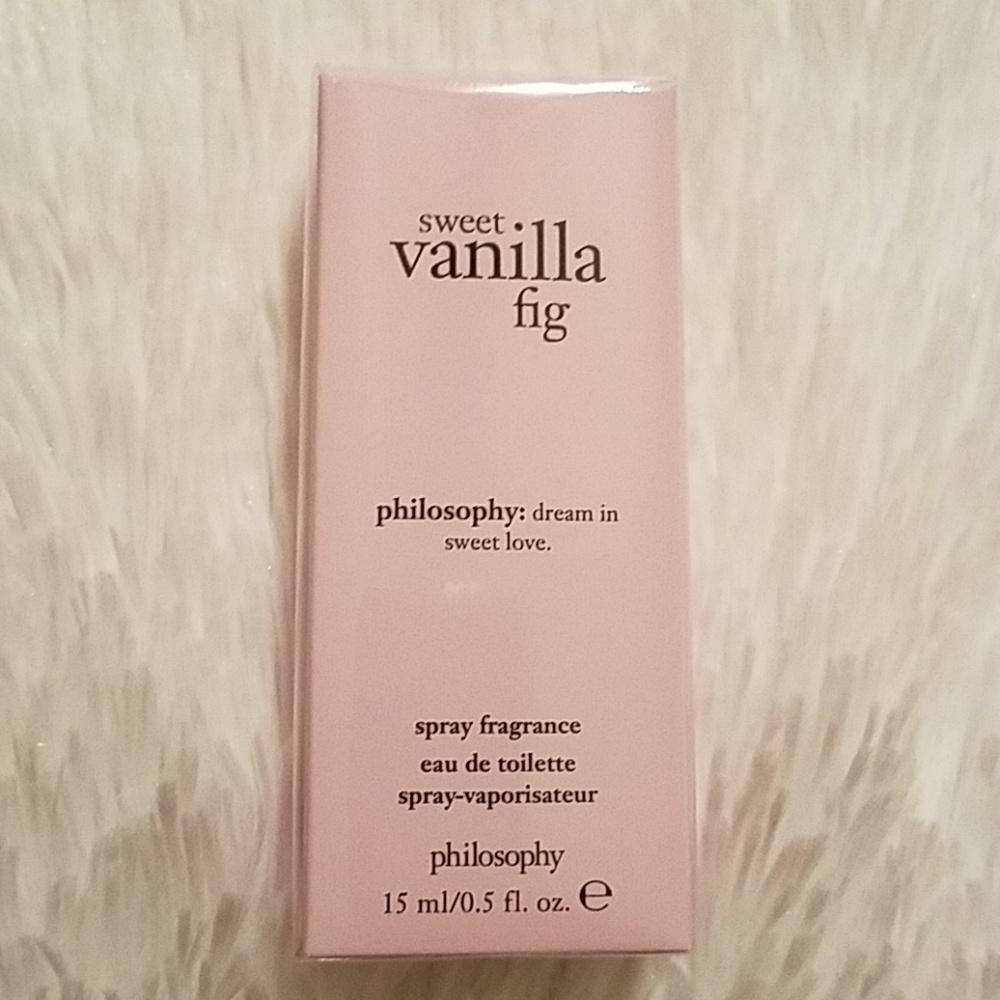 sweet
vanilla
fig
philosophy: dream in
sweet love.
spray fragrance
eau de toilette
spray-vaporisateur
philosophy
15 ml/0.5 fl. oz. ℮